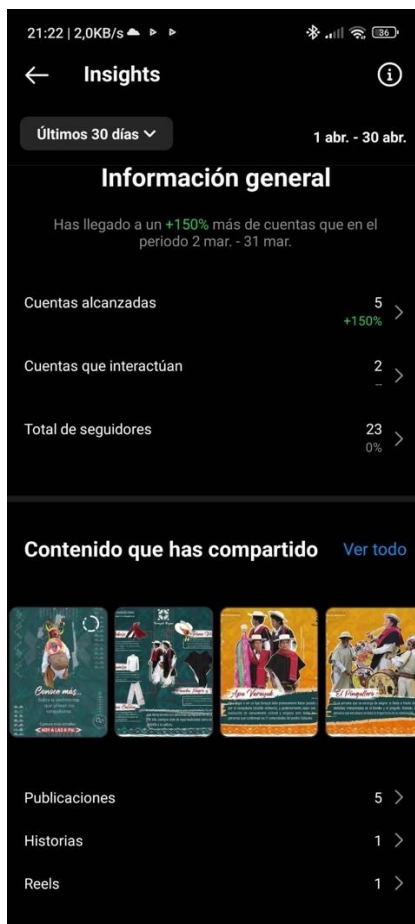 21:22 | 2,0KB/s
36
Insights
Últimos 30 días
1 abr. - 30 abr.
Información general
Has llegado a un +150% más de cuentas que en el
periodo 2 mar. - 31 mar.
Cuentas alcanzadas
5
+150%
Cuentas que interactúan
2
--
Total de seguidores
23
0%
Contenido que has compartido
Ver todo
Conoce más...
El Pingullero
Publicaciones
5
Historias
1
Reels
1